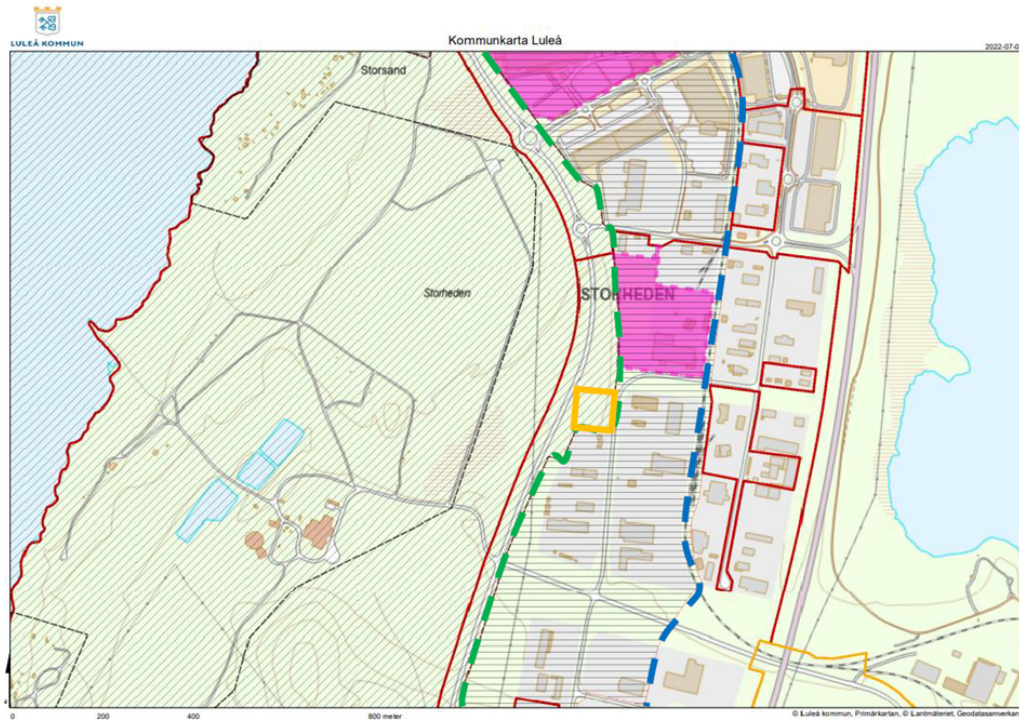 LULEÅ KOMMUN
Kommunkarta Luleå
2022-07-0
Storsand
Storheden
STORHEDEN
0 200 400 800 meter
© Luleå kommun, Primärkartan, © Lantmäteriet, Geodatasamverkan